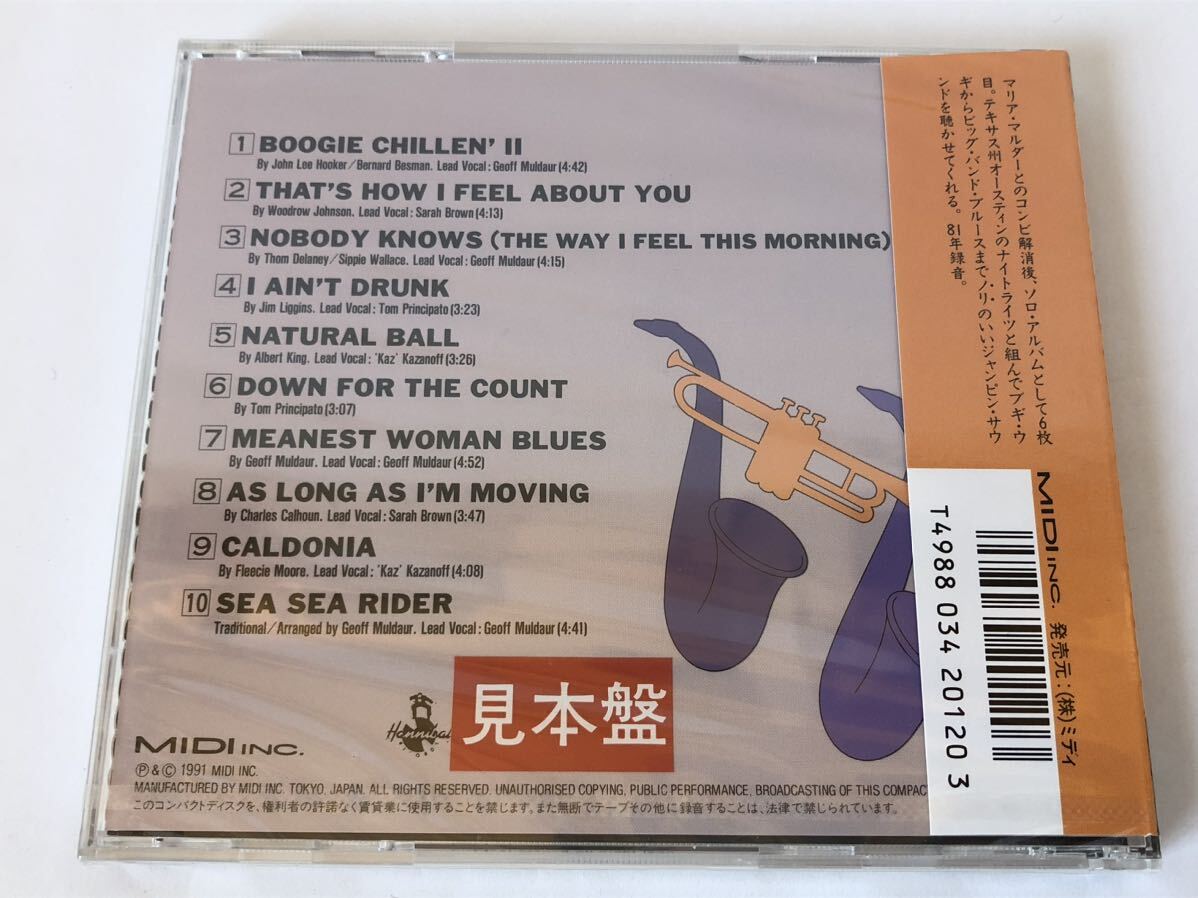 1 BOOGIE CHILLEN' II
By John Lee Hooker/Bernard Besman. Lead Vocal: Geoff Muldaur (4:42)
2 THAT'S HOW I FEEL ABOUT YOU
By Woodrow Johnson. Lead Vocal: Sarah Brown (4:13)
3 NOBODY KNOWS (THE WAY I FEEL THIS MORNING)
By Thom Delaney/Sippie Wallace. Lead Vocal: Geoff Muldaur (4:15)
4 I AIN'T DRUNK
By Jim Liggins. Lead Vocal: Tom Principato (3:23)
5 NATURAL BALL
By Albert King. Lead Vocal: 'Kaz' Kazanoff (3:26)
6 DOWN FOR THE COUNT
By Tom Principato (3:07)
7 MEANEST WOMAN BLUES
By Geoff Muldaur. Lead Vocal: Geoff Muldaur (4:52)
8 AS LONG AS I'M MOVING
By Charles Calhoun. Lead Vocal: Sarah Brown (3:47)
9 CALDONIA
By Fleecie Moore. Lead Vocal: 'Kaz' Kazanoff (4:08)
10 SEA SEA RIDER
Traditional/Arranged by Geoff Muldaur. Lead Vocal: Geoff Muldaur (4:41)
MIDI INC.
Hannibal
見本盤
℗&© 1991 MIDI INC.
MANUFACTURED BY MIDI INC. TOKYO, JAPAN. ALL RIGHTS RESERVED. UNAUTHORISED COPYING, PUBLIC PERFORMANCE, BROADCASTING OF THIS COMPAC
このコンパクトディスクを、権利者の許諾なく賃貸業に使用することを禁じます。また無断でテープその他に録音することは、法律で禁じられています。
マリア・マルダーとのコンビ解消後、ソロ・アルバムとして6枚
目。テキサス州オースティンのナイトライツと組んでブギ・ウ
ギからビッグ・バンド・ブルースまでノリのいいジャンピン・サウ
ンドを聴かせてくれる。81年録音。
MIDI INC. 発売元:(株)ミディ
T4988 034 20120 3